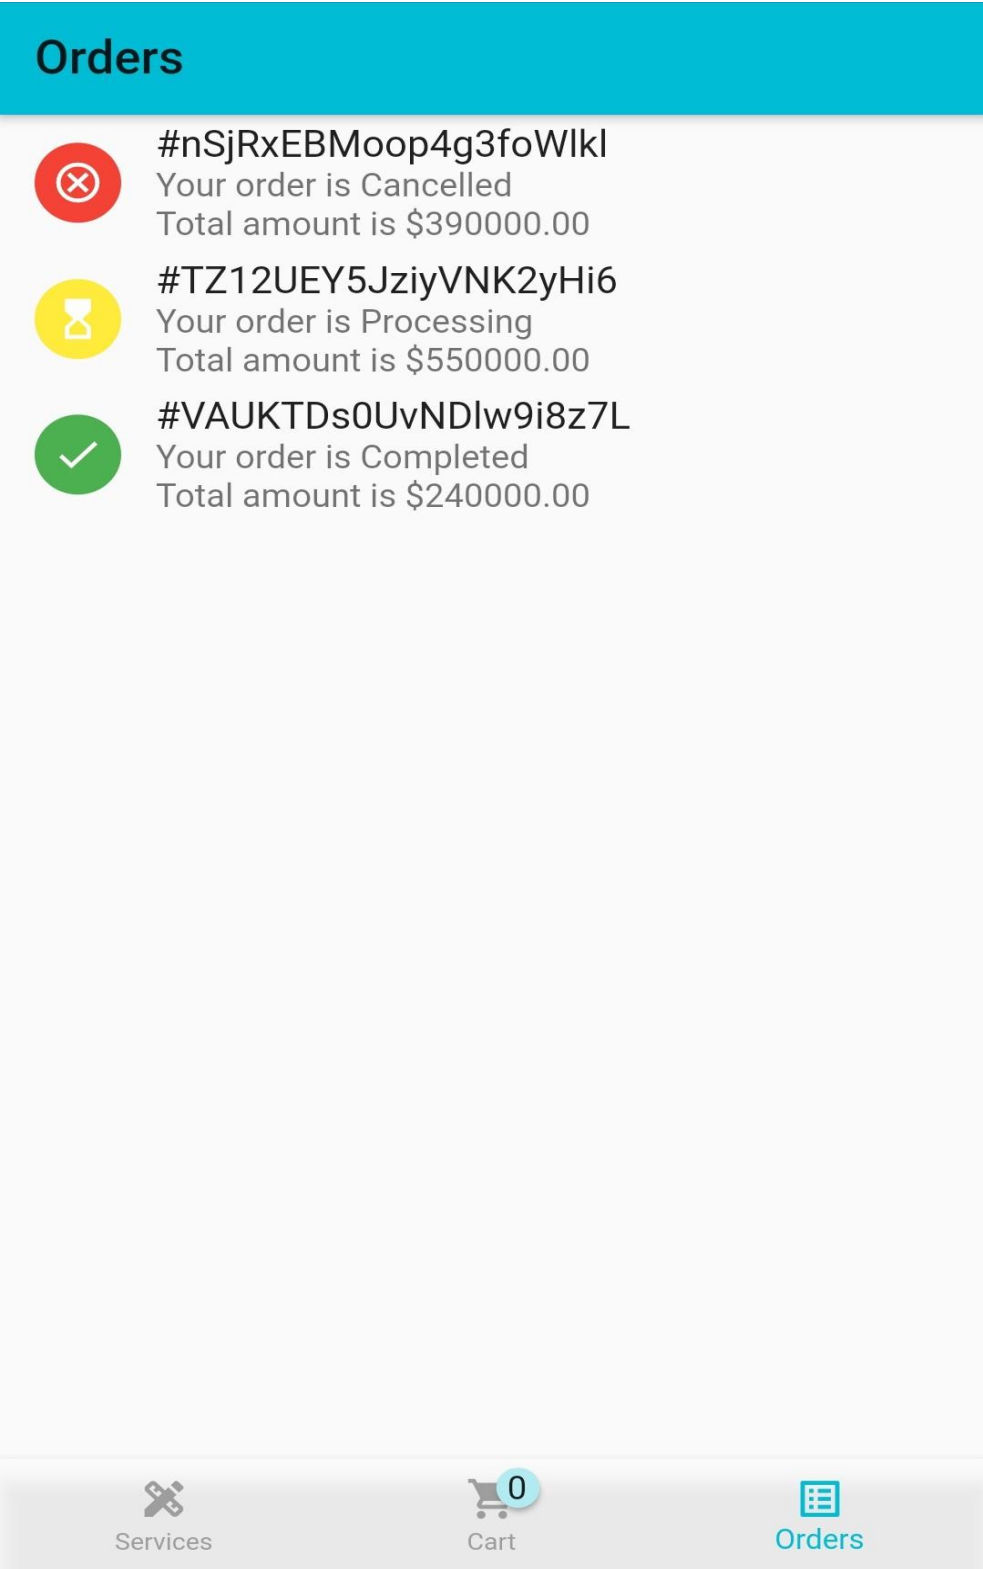 Orders
#nSjRxEBMoop4g3foWlkl
Your order is Cancelled
Total amount is $390000.00
#TZ12UEY5JziyVNK2yHi6
Your order is Processing
Total amount is $550000.00
#VAUKTDs0UvNDlw9i8z7L
Your order is Completed
Total amount is $240000.00
0
Services
Cart
Orders